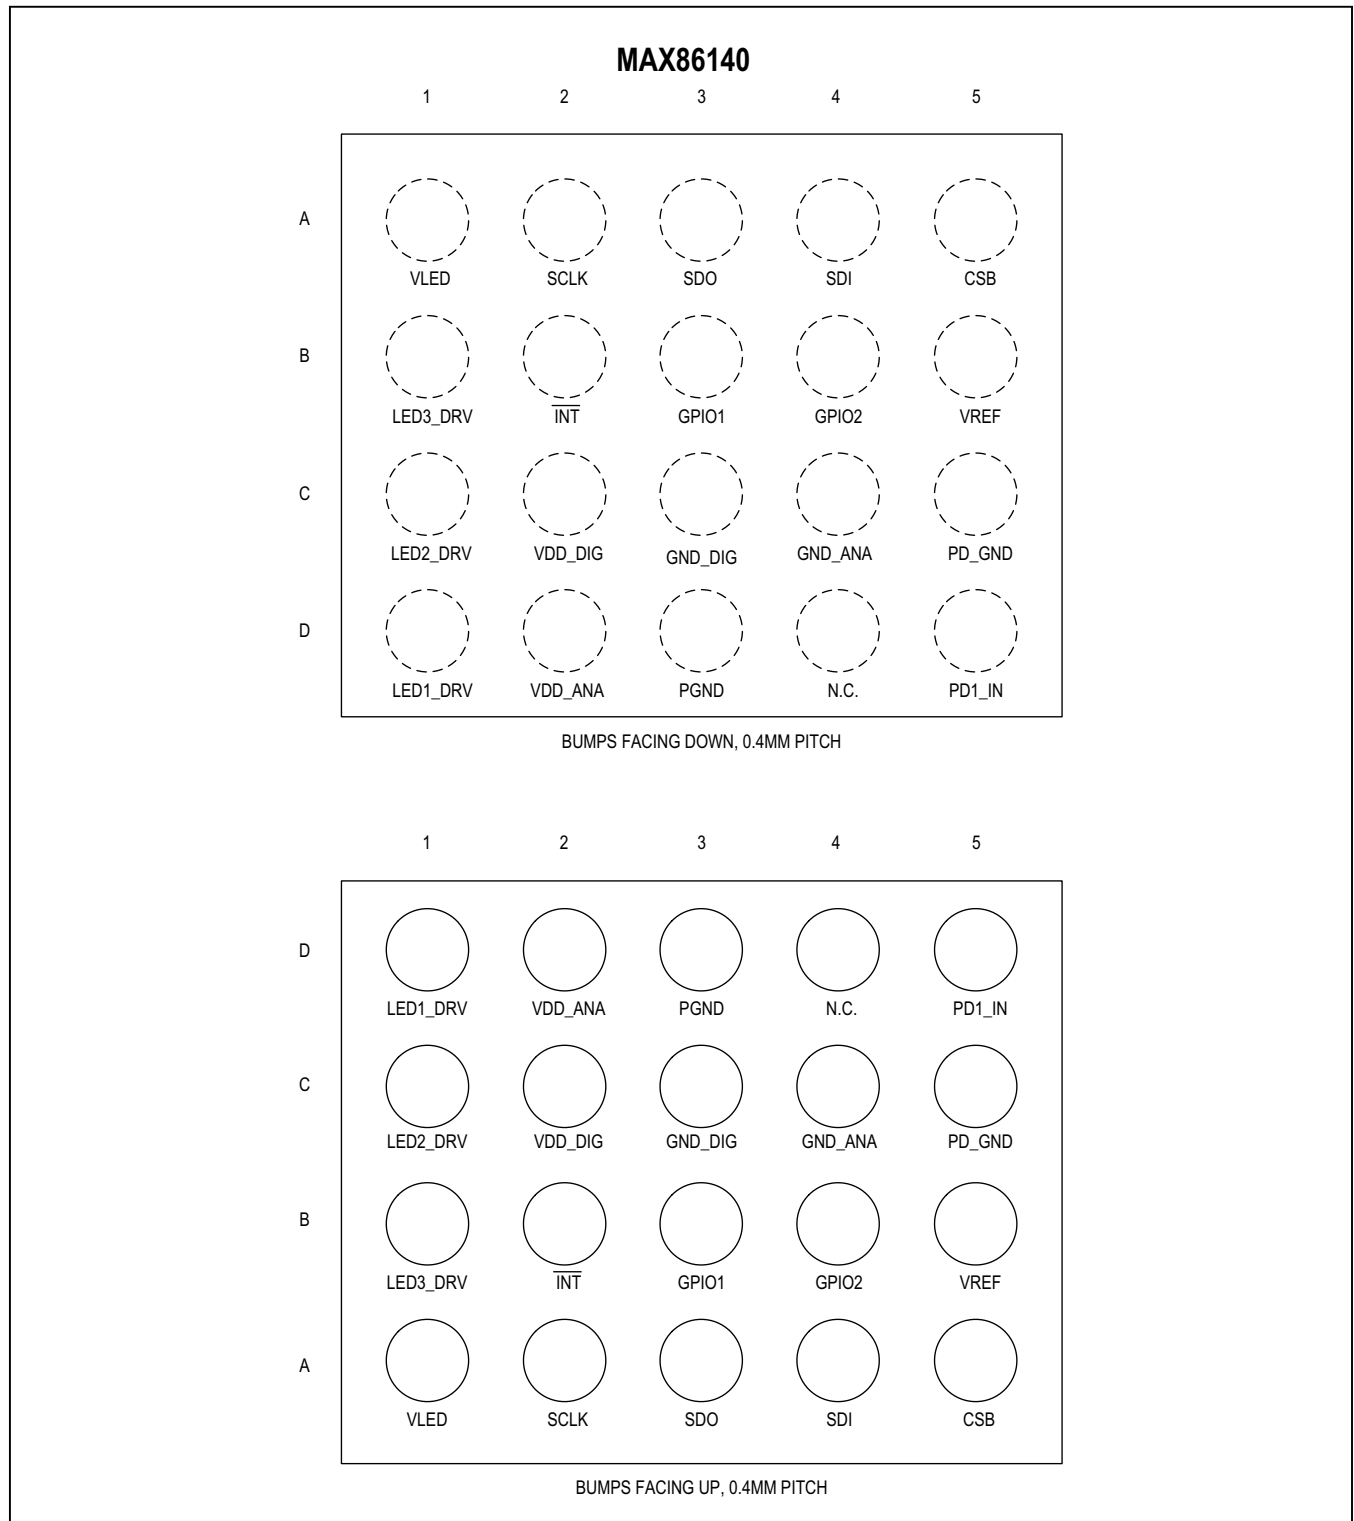 MAX86140
1 2 3 4 5
A
VLED SCLK SDO SDI CSB
B
LED3_DRV INT GPIO1 GPIO2 VREF
C
LED2_DRV VDD_DIG GND_DIG GND_ANA PD_GND
D
LED1_DRV VDD_ANA PGND N.C. PD1_IN
BUMPS FACING DOWN, 0.4MM PITCH
1 2 3 4 5
D
LED1_DRV VDD_ANA PGND N.C. PD1_IN
C
LED2_DRV VDD_DIG GND_DIG GND_ANA PD_GND
B
LED3_DRV INT GPIO1 GPIO2 VREF
A
VLED SCLK SDO SDI CSB
BUMPS FACING UP, 0.4MM PITCH